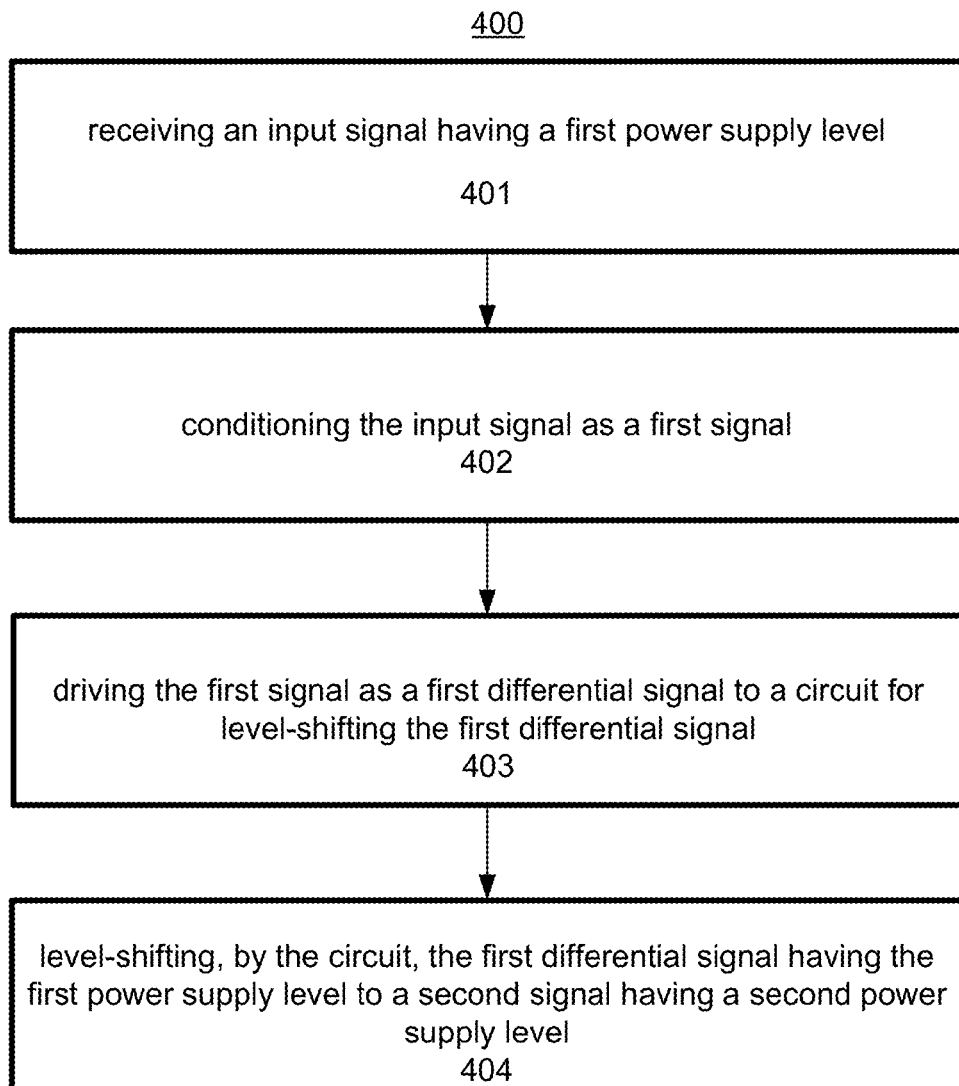 400
receiving an input signal having a first power supply level
401
conditioning the input signal as a first signal
402
driving the first signal as a first differential signal to a circuit for
level-shifting the first differential signal
403
level-shifting, by the circuit, the first differential signal having the
first power supply level to a second signal having a second power
supply level
404